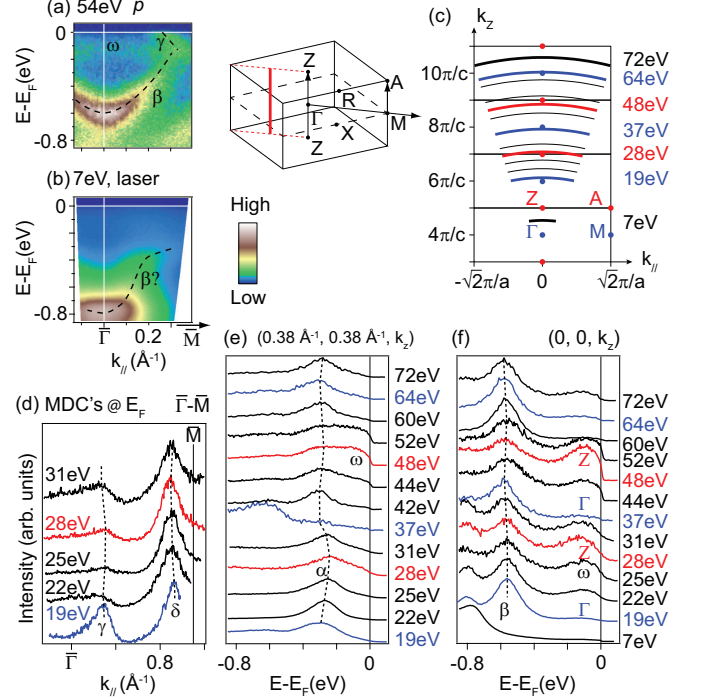 (a) 54eV p
E-E_F(eV)
0
-0.8
ω
γ
β
(b) 7eV, laser
E-E_F(eV)
0
-0.8
β?
Γ̅
0.2
M̅
k_//(Å⁻¹)
High
Low
Z
A
R
Γ
M
X
Z
(c)
k_Z
10π/c
8π/c
6π/c
4π/c
72eV
64eV
48eV
37eV
28eV
19eV
7eV
Z
A
Γ
M
-√2π/a
0
√2π/a
k_//
(d) MDC's @ E_F Γ̅-M̅
M̅
Intensity (arb. units)
31eV
28eV
25eV
22eV
19eV
γ
δ
Γ̅
0.8
k_//(Å⁻¹)
(e) (0.38 Å⁻¹, 0.38 Å⁻¹, k_z)
72eV
64eV
60eV
52eV
48eV
44eV
42eV
37eV
31eV
28eV
25eV
22eV
19eV
ω
α
-0.8
0
E-E_F(eV)
(f) (0, 0, k_z)
72eV
64eV
60eV
52eV
48eV
44eV
37eV
31eV
28eV
25eV
22eV
19eV
7eV
Z
Γ
Z
ω
β
Γ
-0.8
0
E-E_F(eV)